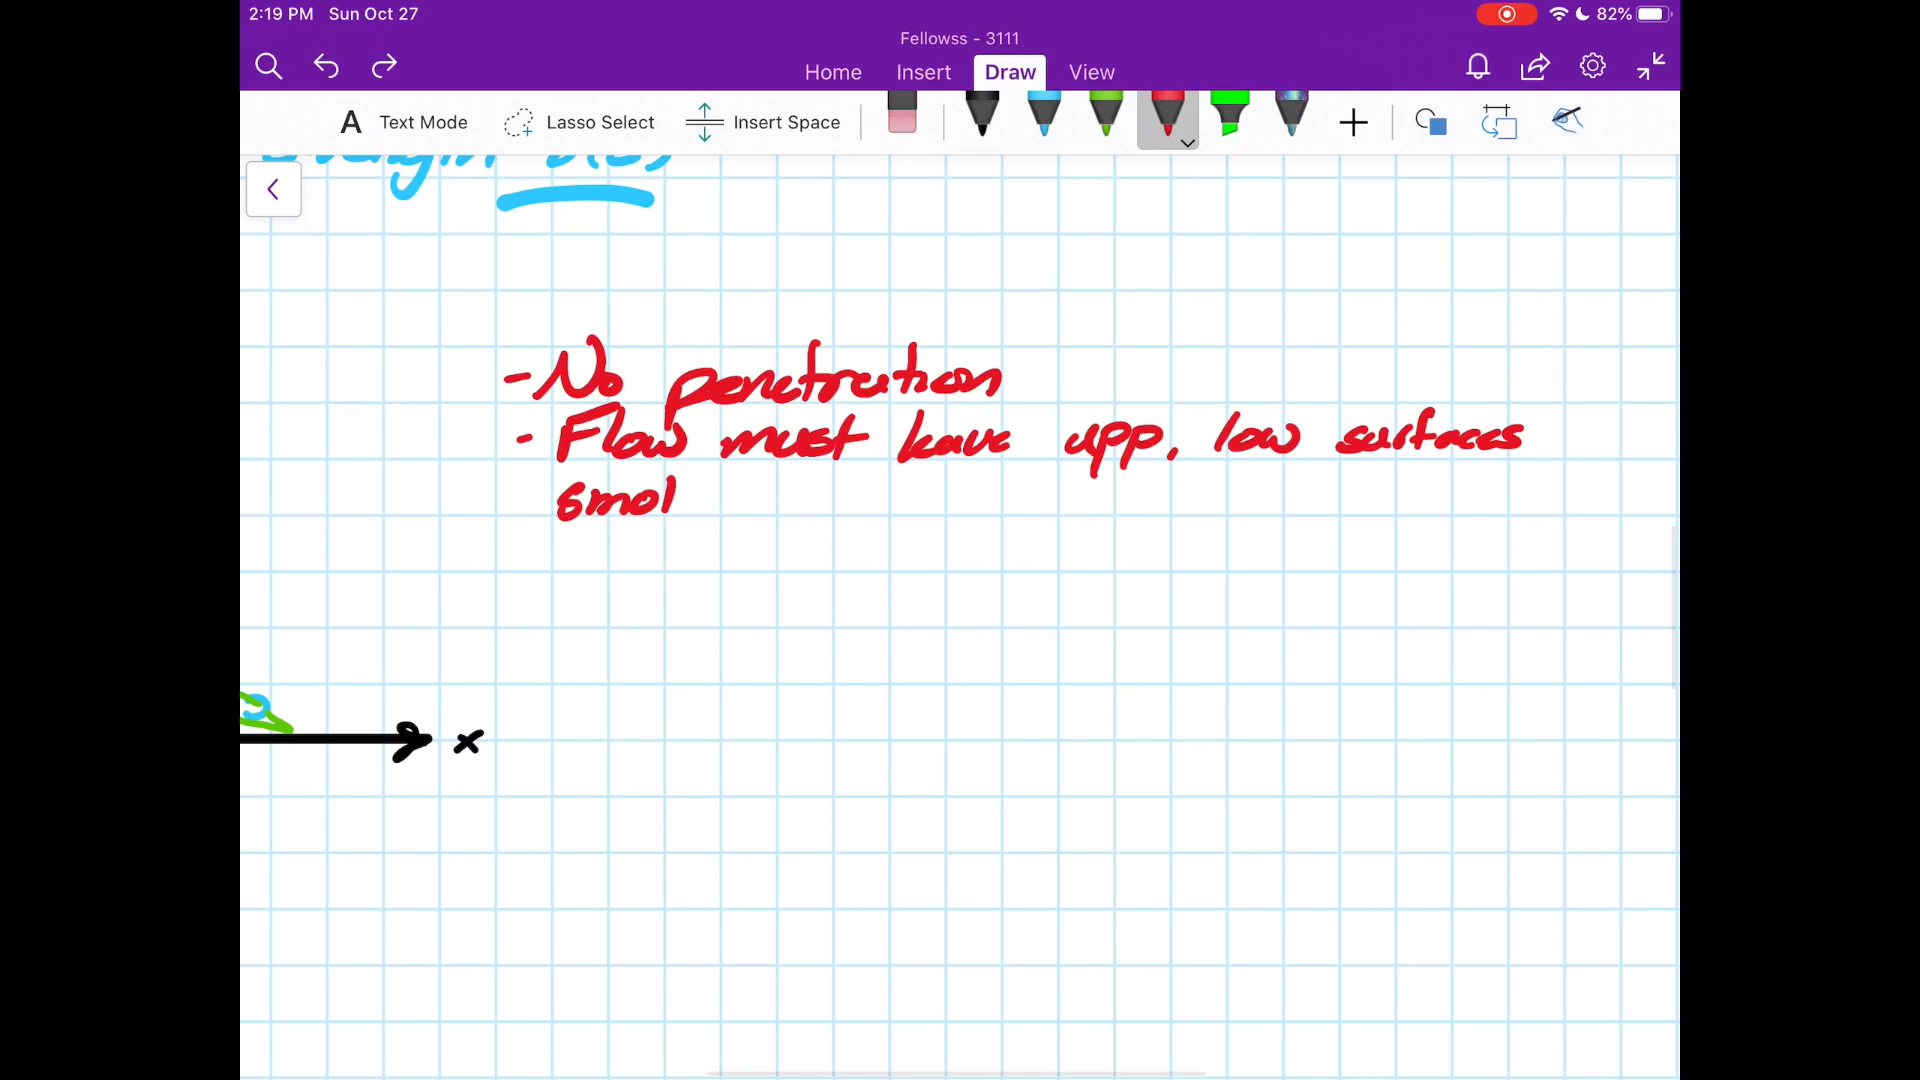 2:19 PM Sun Oct 27
82%
Fellowss - 3111
Home Insert Draw View
A Text Mode Lasso Select Insert Space
- No penetration
- Flow must leave upp, low surfaces
smol
x